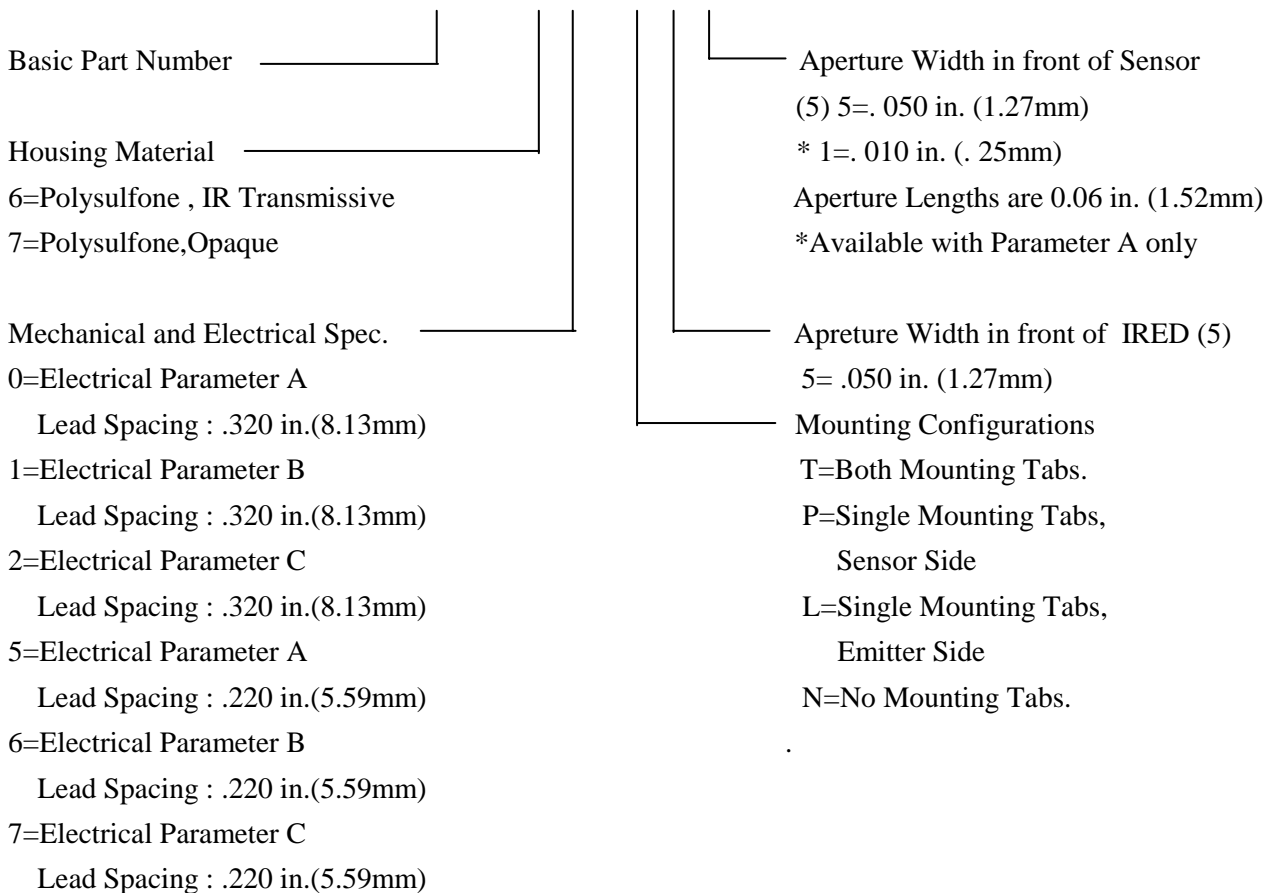 Basic Part Number
Housing Material
6=Polysulfone , IR Transmissive
7=Polysulfone,Opaque
Mechanical and Electrical Spec.
0=Electrical Parameter A
Lead Spacing : .320 in.(8.13mm)
1=Electrical Parameter B
Lead Spacing : .320 in.(8.13mm)
2=Electrical Parameter C
Lead Spacing : .320 in.(8.13mm)
5=Electrical Parameter A
Lead Spacing : .220 in.(5.59mm)
6=Electrical Parameter B
Lead Spacing : .220 in.(5.59mm)
7=Electrical Parameter C
Lead Spacing : .220 in.(5.59mm)
Aperture Width in front of Sensor
(5) 5=. 050 in. (1.27mm)
* 1=. 010 in. (. 25mm)
Aperture Lengths are 0.06 in. (1.52mm)
*Available with Parameter A only
Apreture Width in front of  IRED (5)
5= .050 in. (1.27mm)
Mounting Configurations
T=Both Mounting Tabs.
P=Single Mounting Tabs,
Sensor Side
L=Single Mounting Tabs,
Emitter Side
N=No Mounting Tabs.
.